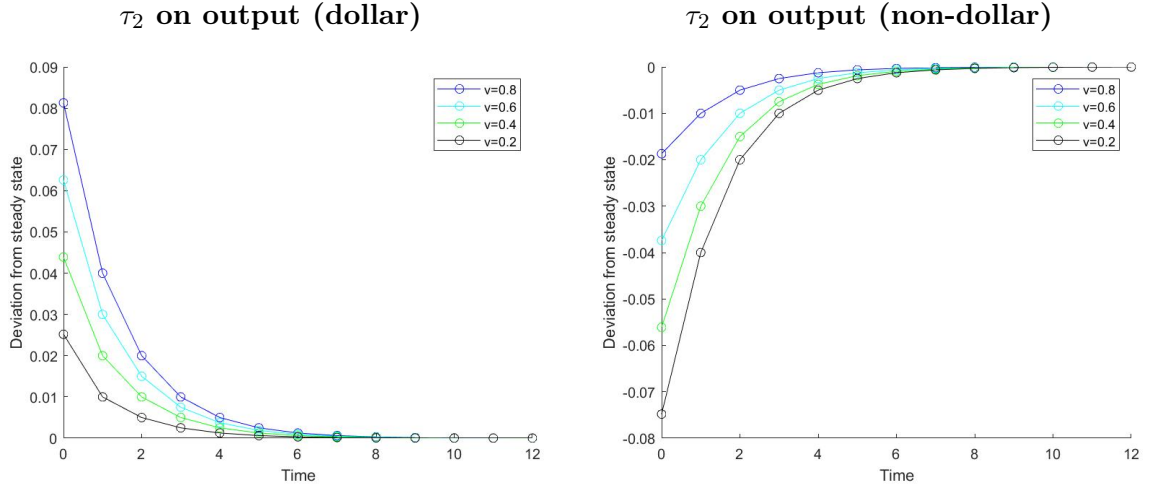 τ₂ on output (dollar)
0.09
0.08
0.07
0.06
0.05
0.04
0.03
0.02
0.01
0
Deviation from steady state
0 2 4 6 8 10 12
Time
v=0.8
v=0.6
v=0.4
v=0.2
τ₂ on output (non-dollar)
0
-0.01
-0.02
-0.03
-0.04
-0.05
-0.06
-0.07
-0.08
Deviation from steady state
0 2 4 6 8 10 12
Time
v=0.8
v=0.6
v=0.4
v=0.2